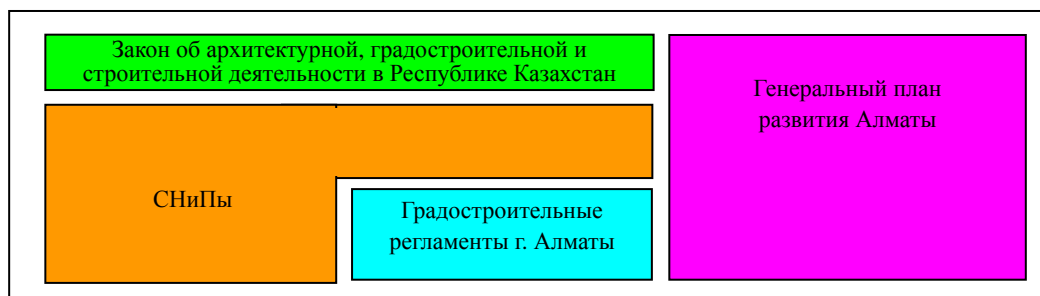 Закон об архитектурной, градостроительной и
строительной деятельности в Республике Казахстан
Генеральный план
развития Алматы
СНиПы
Градостроительные
регламенты г. Алматы